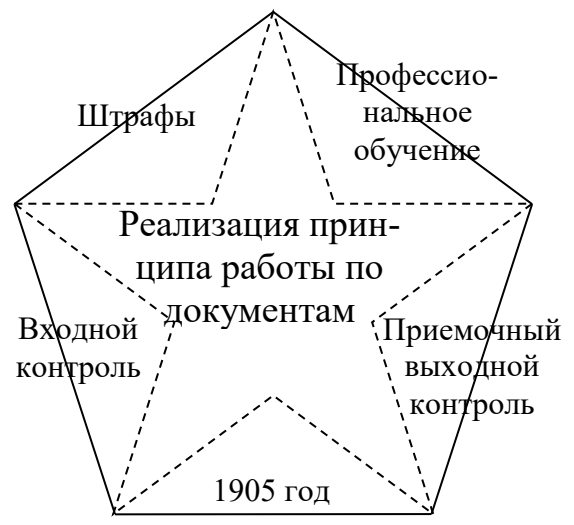 Штрафы
Профессио-
нальное
обучение
Реализация прин-
ципа работы по
документам
Входной
контроль
Приемочный
выходной
контроль
1905 год